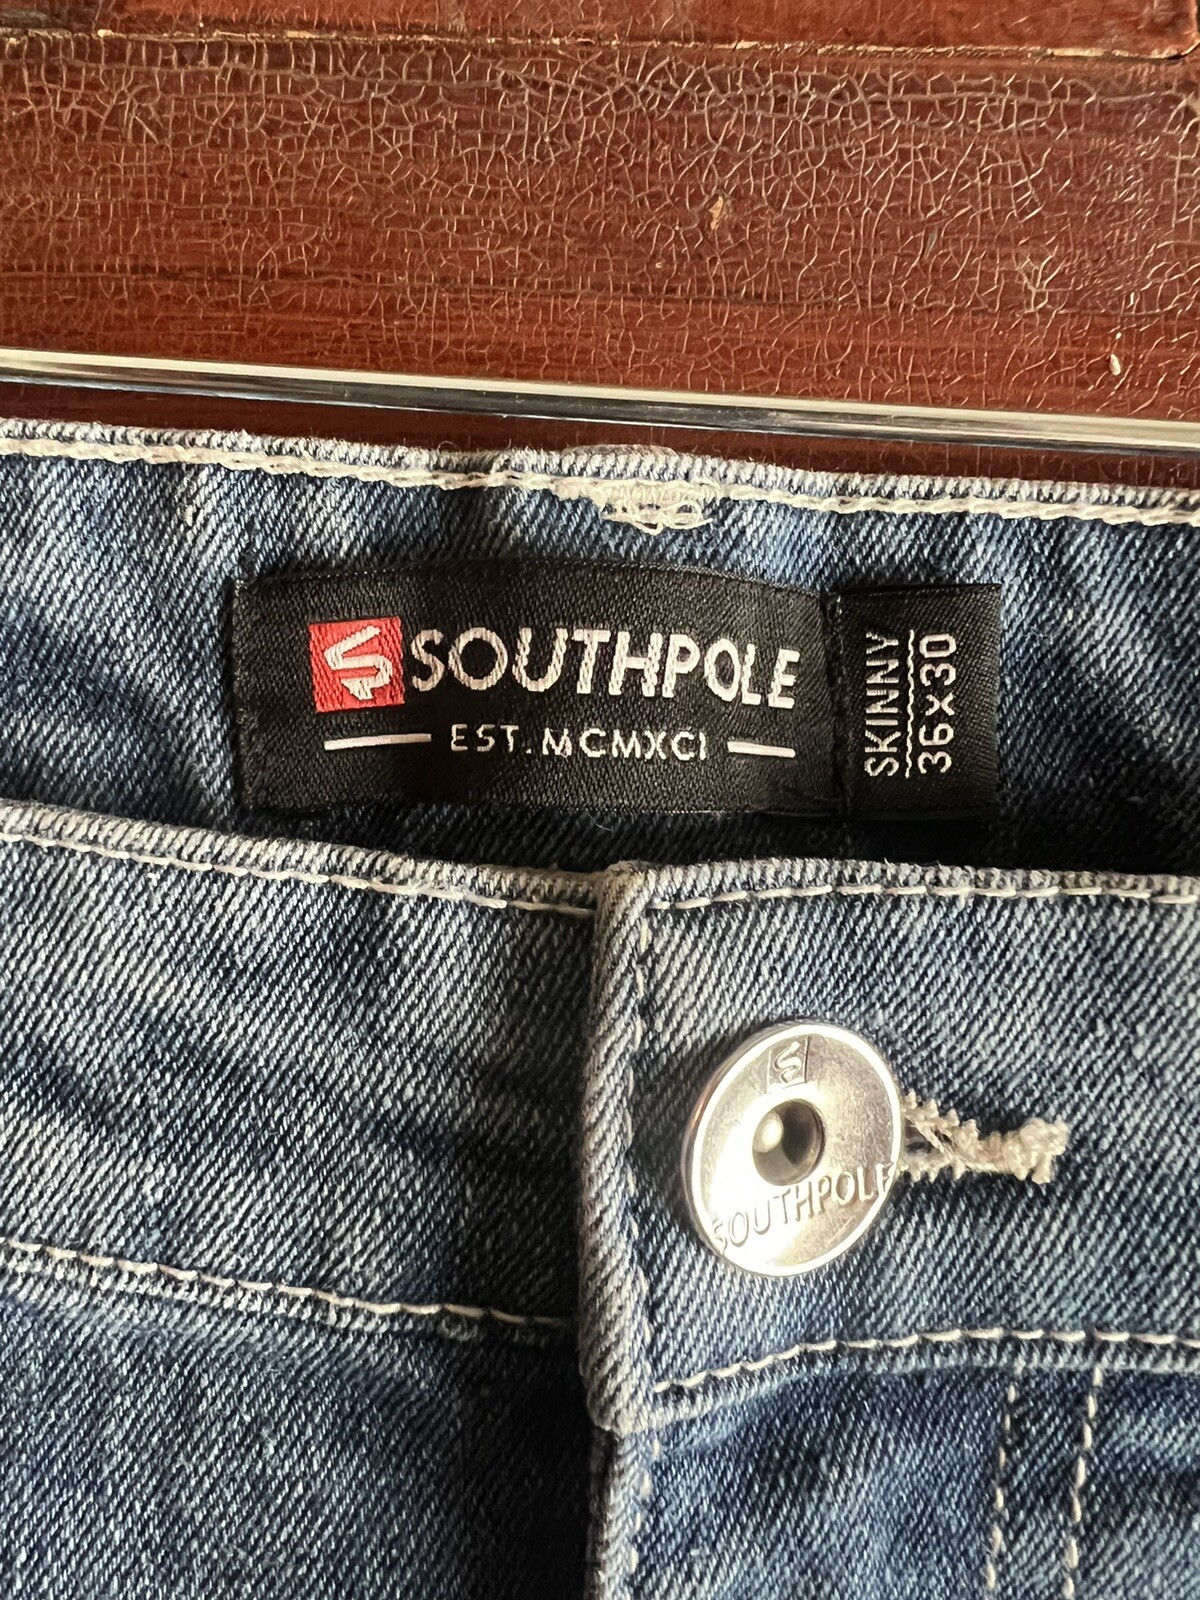 SOUTHPOLE
EST. MCMXCI
SKINNY
36X30
SOUTHPOLE